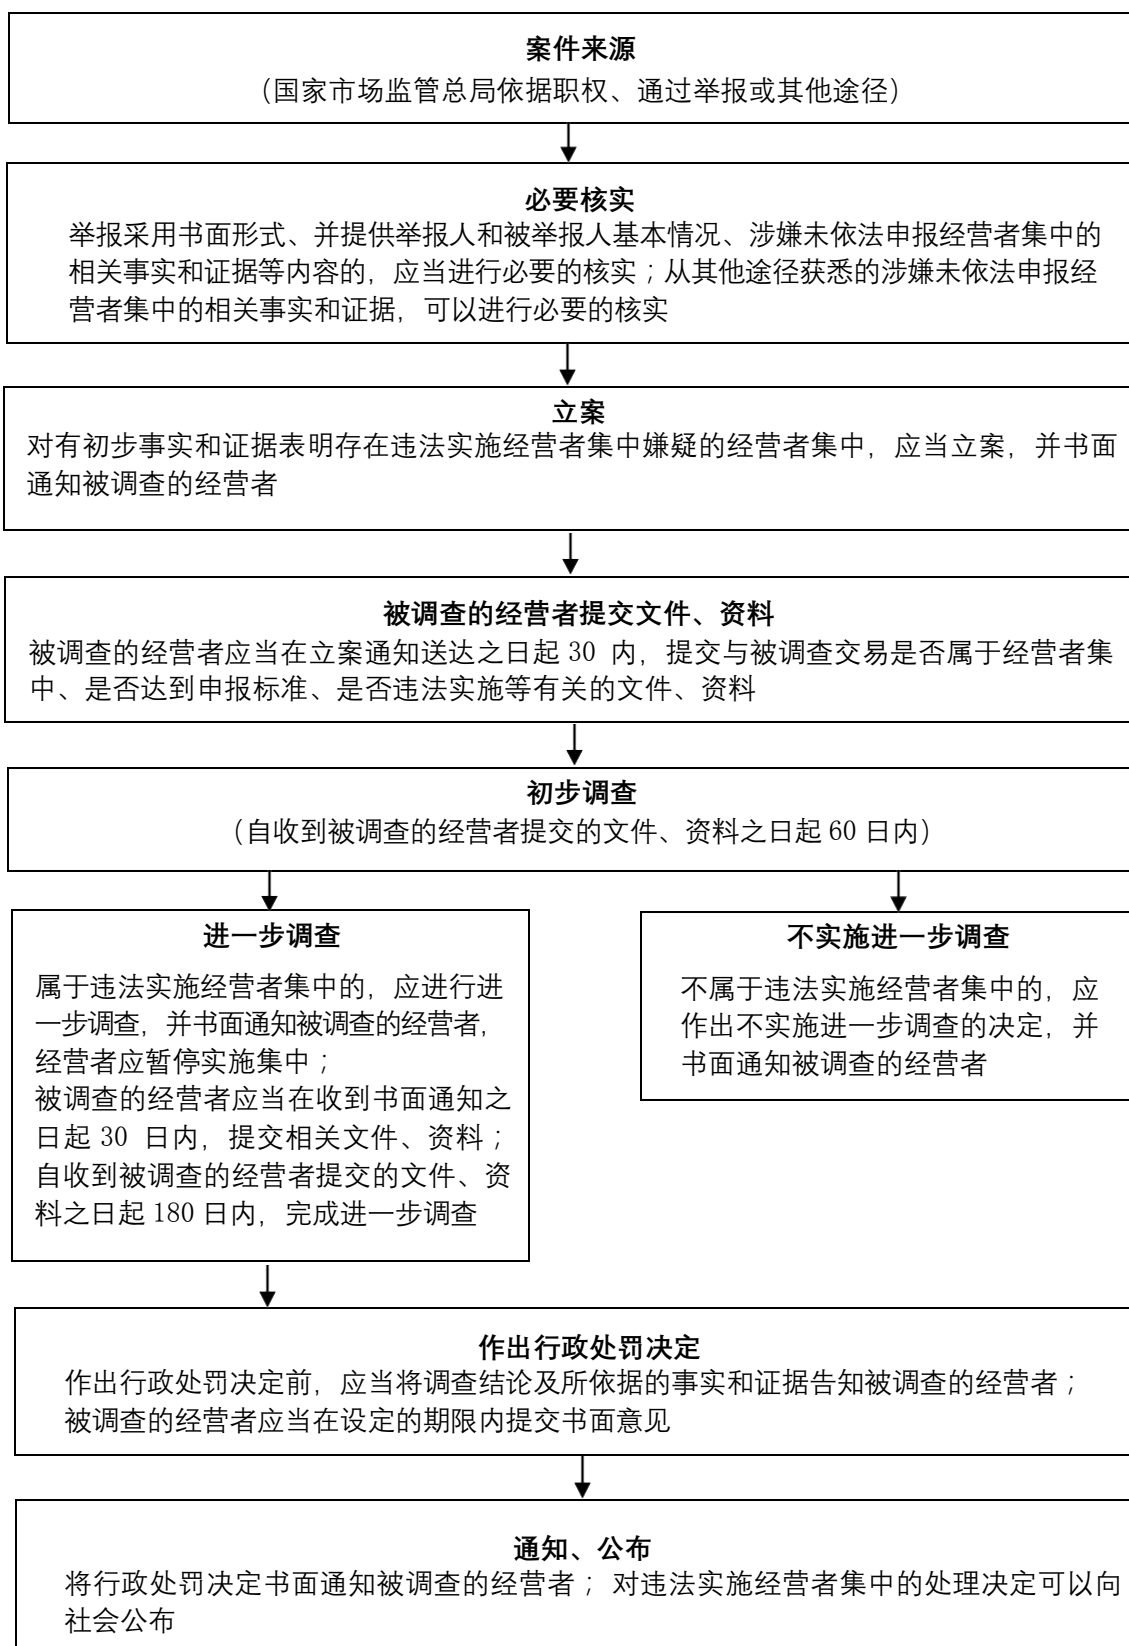 案件来源
（国家市场监管总局依据职权、通过举报或其他途径）
必要核实
举报采用书面形式、并提供举报人和被举报人基本情况、涉嫌未依法申报经营者集中的
相关事实和证据等内容的，应当进行必要的核实；从其他途径获悉的涉嫌未依法申报经
营者集中的相关事实和证据，可以进行必要的核实
立案
对有初步事实和证据表明存在违法实施经营者集中嫌疑的经营者集中，应当立案，并书面
通知被调查的经营者
被调查的经营者提交文件、资料
被调查的经营者应当在立案通知送达之日起 30 内，提交与被调查交易是否属于经营者集
中、是否达到申报标准、是否违法实施等有关的文件、资料
初步调查
（自收到被调查的经营者提交的文件、资料之日起 60 日内）
进一步调查
属于违法实施经营者集中的，应进行进
一步调查，并书面通知被调查的经营者，
经营者应暂停实施集中；
被调查的经营者应当在收到书面通知之
日起 30 日内，提交相关文件、资料；
自收到被调查的经营者提交的文件、资
料之日起 180 日内，完成进一步调查
不实施进一步调查
不属于违法实施经营者集中的，应
作出不实施进一步调查的决定，并
书面通知被调查的经营者
作出行政处罚决定
作出行政处罚决定前，应当将调查结论及所依据的事实和证据告知被调查的经营者；
被调查的经营者应当在设定的期限内提交书面意见
通知、公布
将行政处罚决定书面通知被调查的经营者；对违法实施经营者集中的处理决定可以向
社会公布